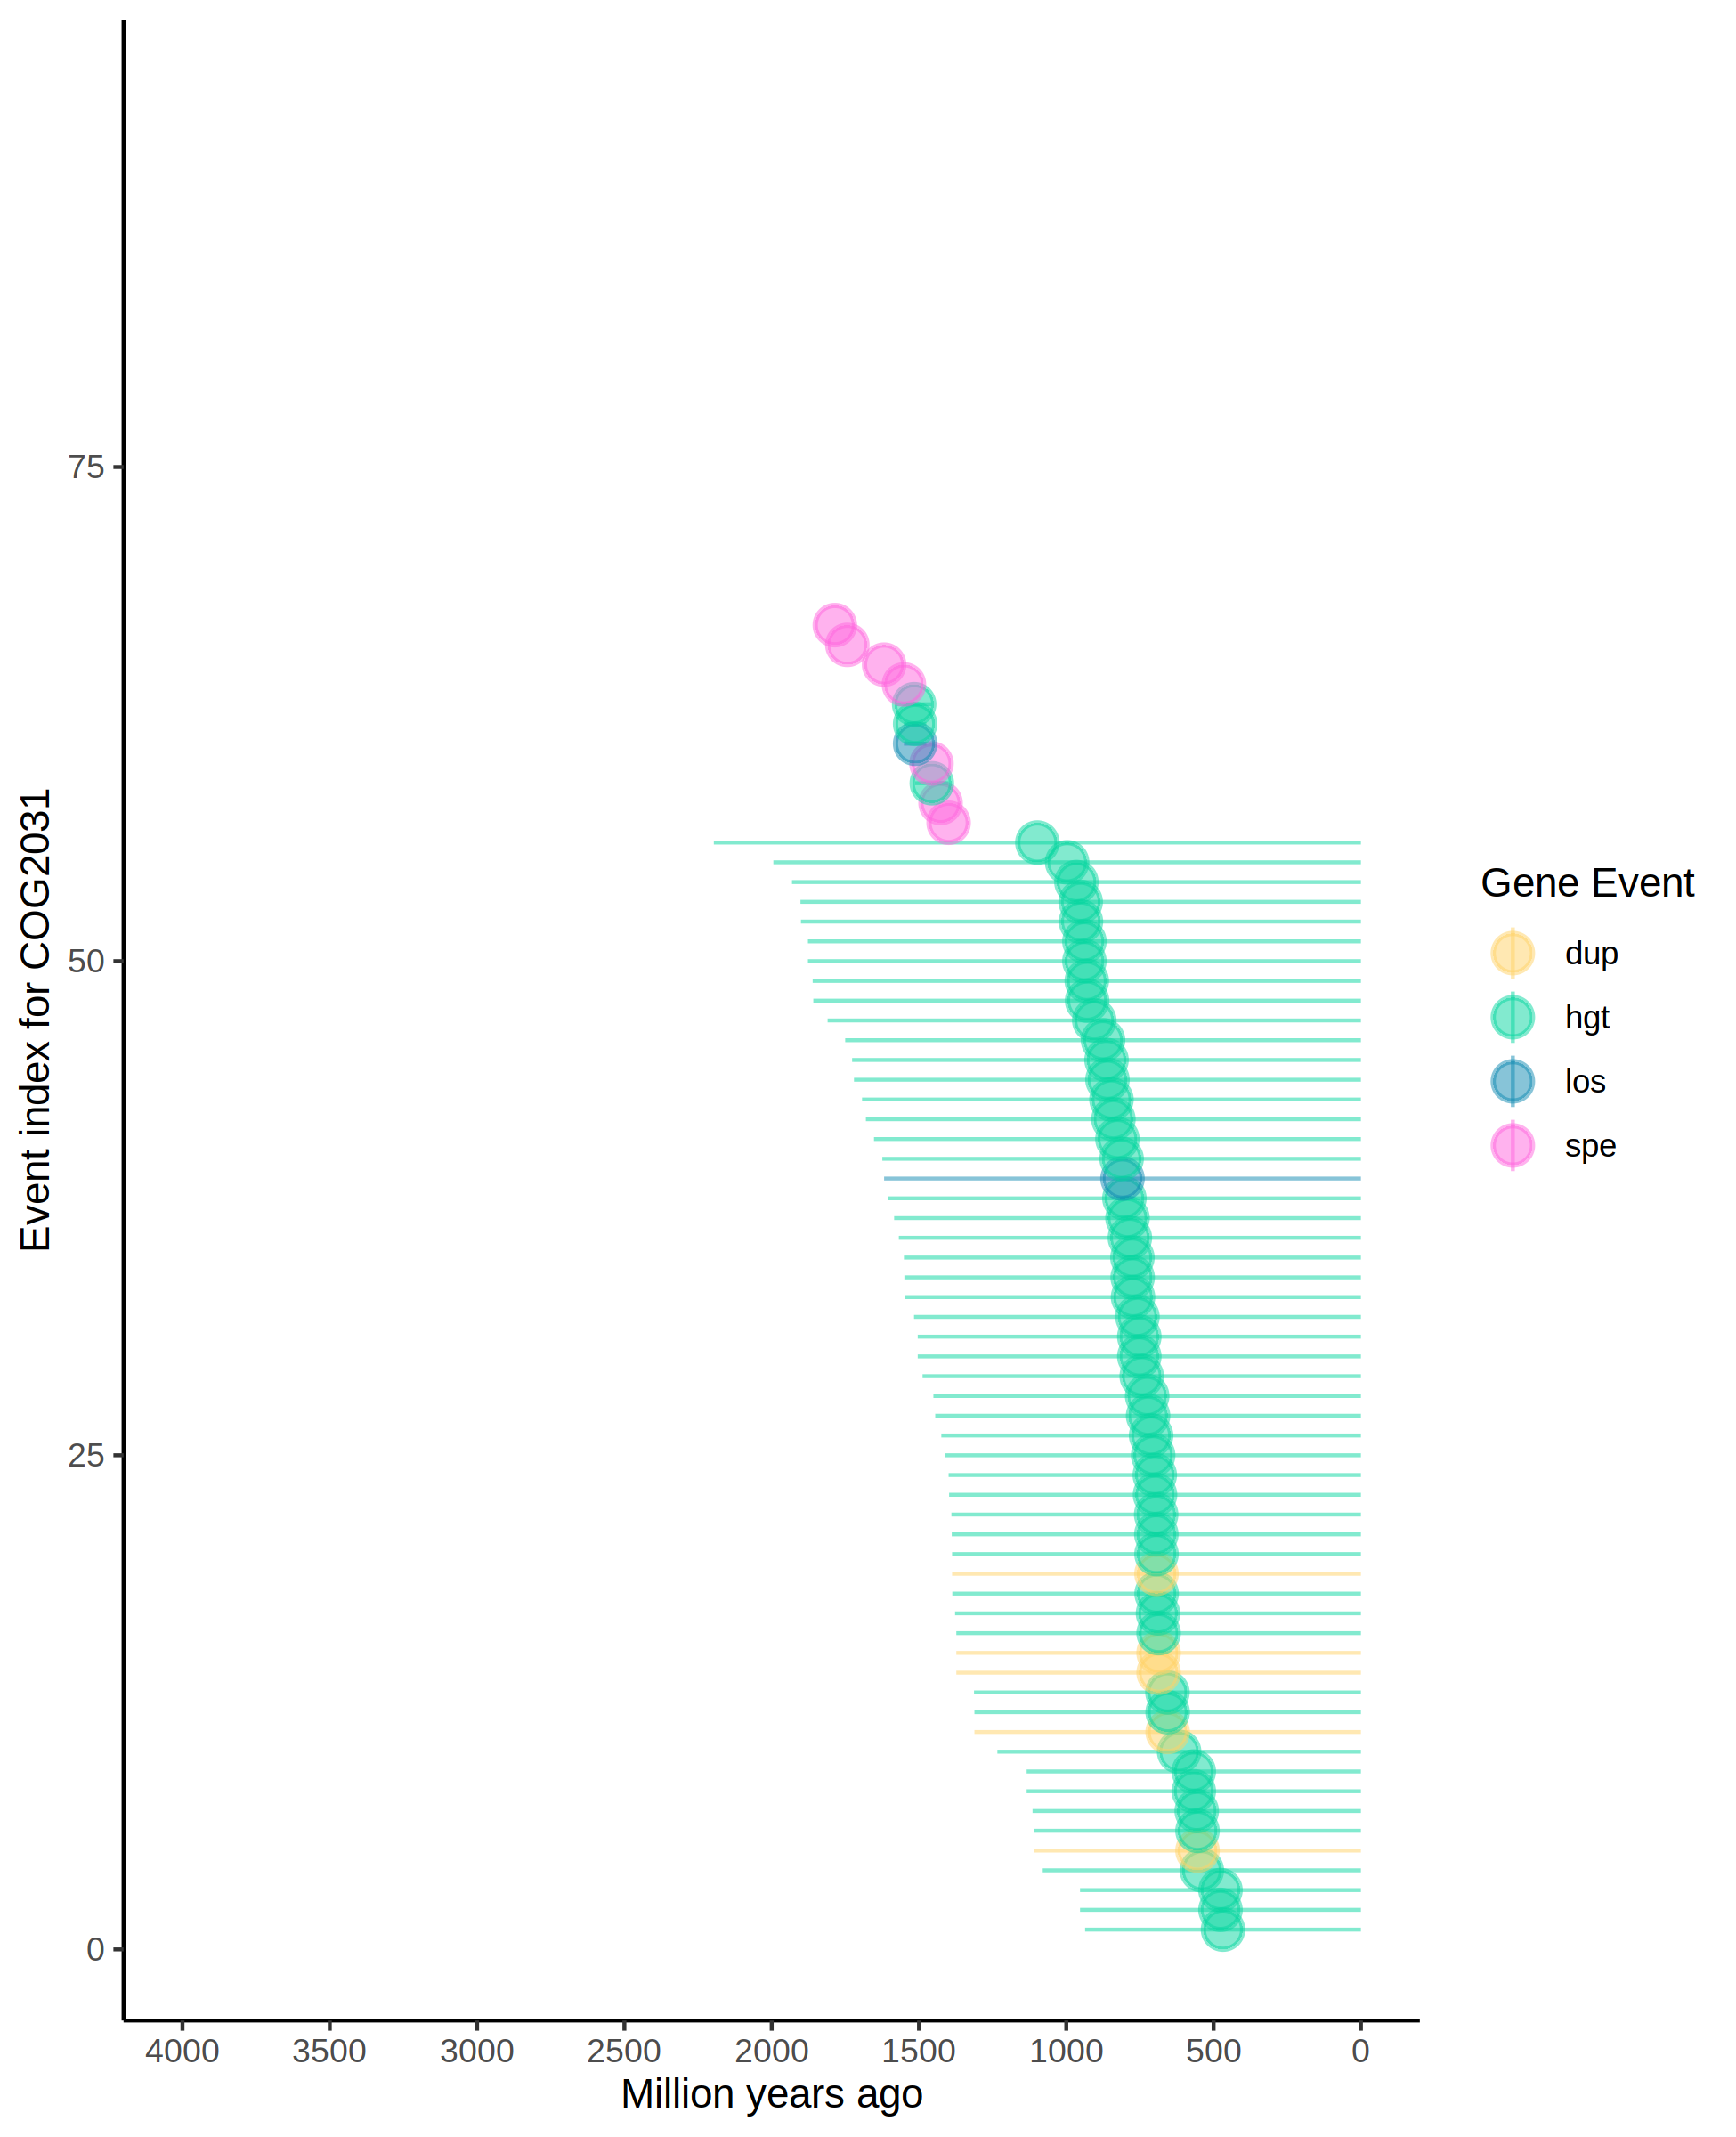 Event index for COG2031
75
50
25
0
4000 3500 3000 2500 2000 1500 1000 500 0
Million years ago
Gene Event
dup
hgt
los
spe